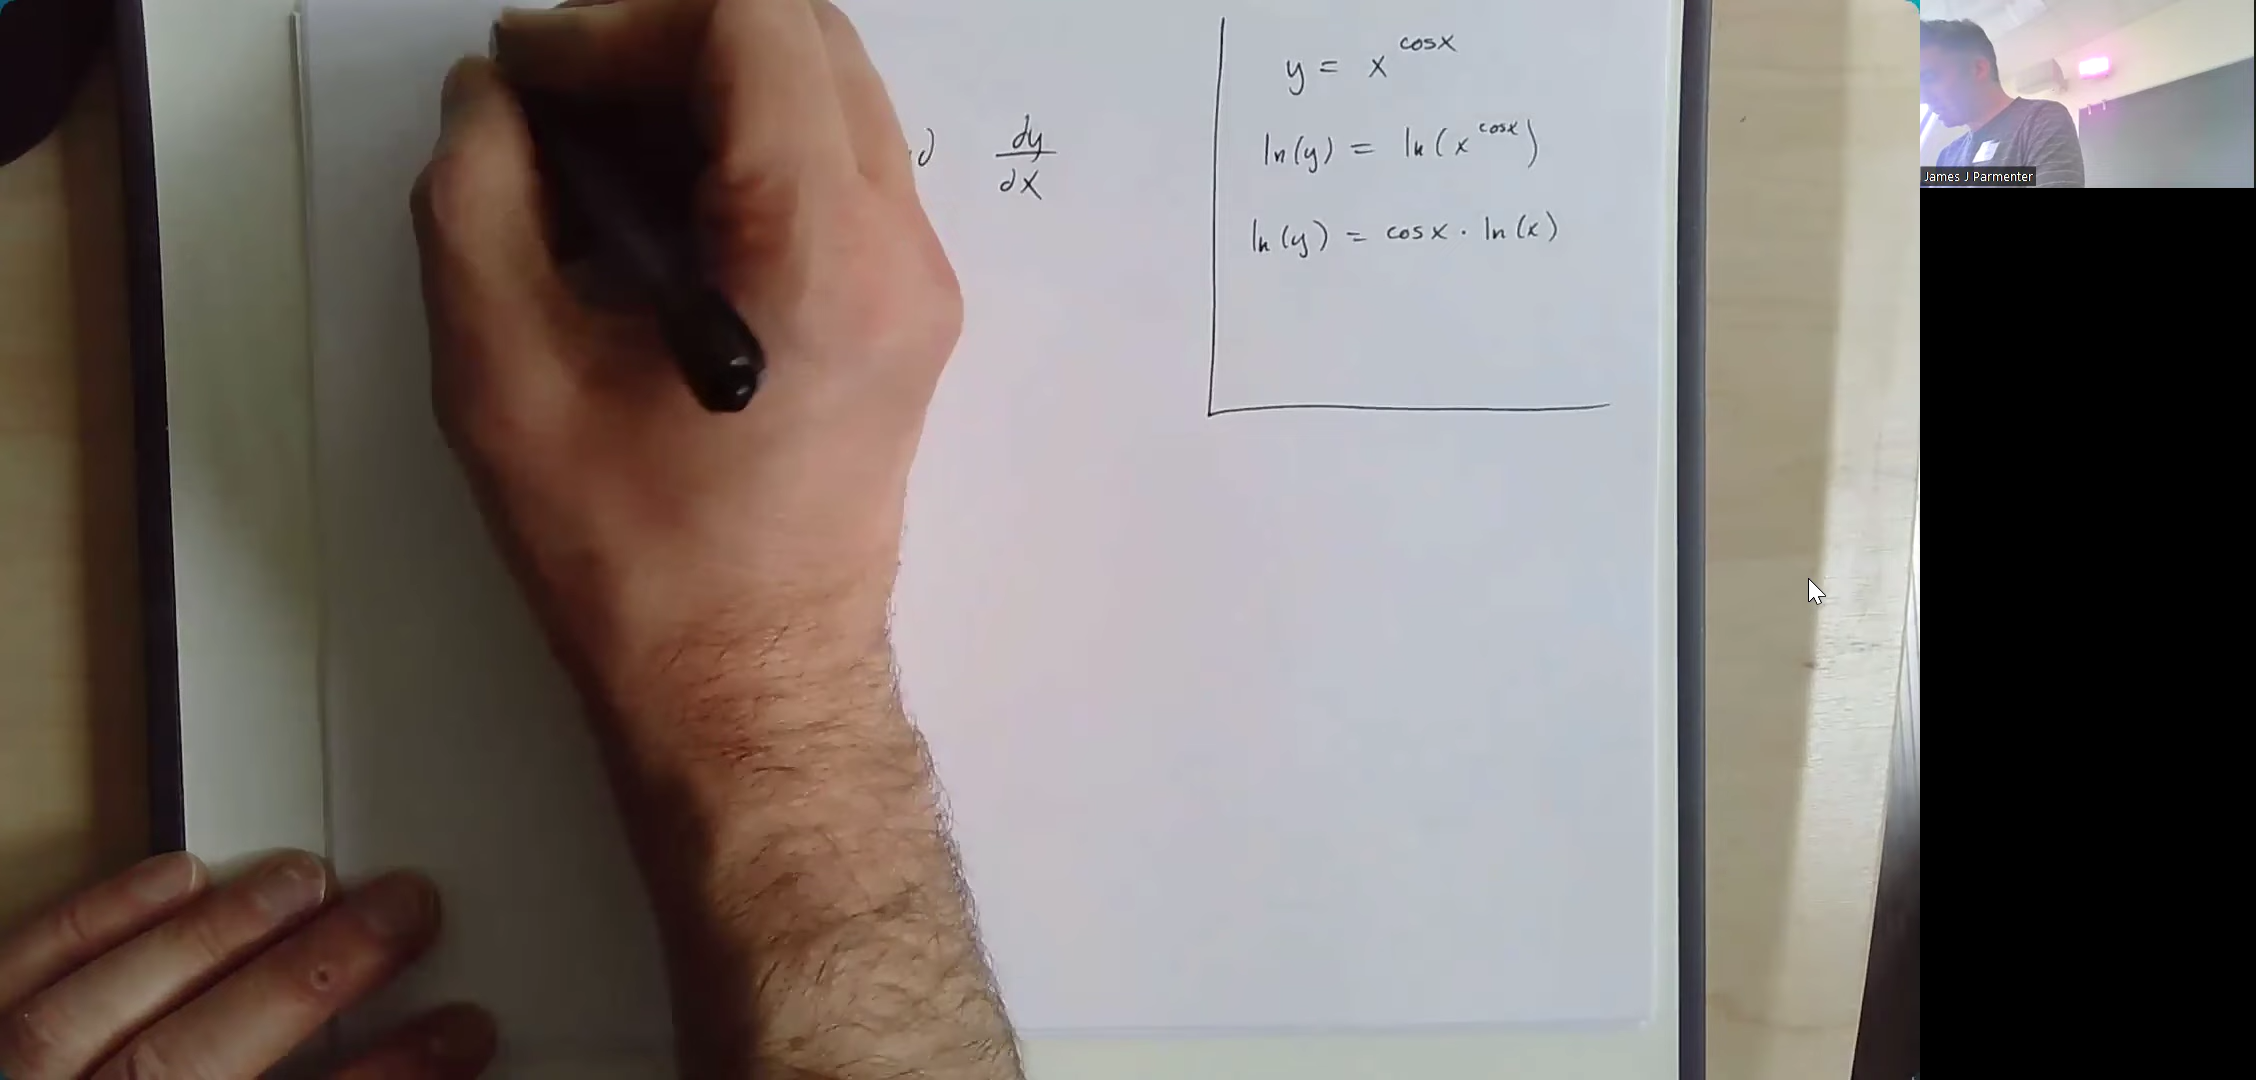 dy
dx
y = x^cosx
ln(y) = ln(x^cosx)
ln(y) = cosx · ln(x)
James J Parmenter